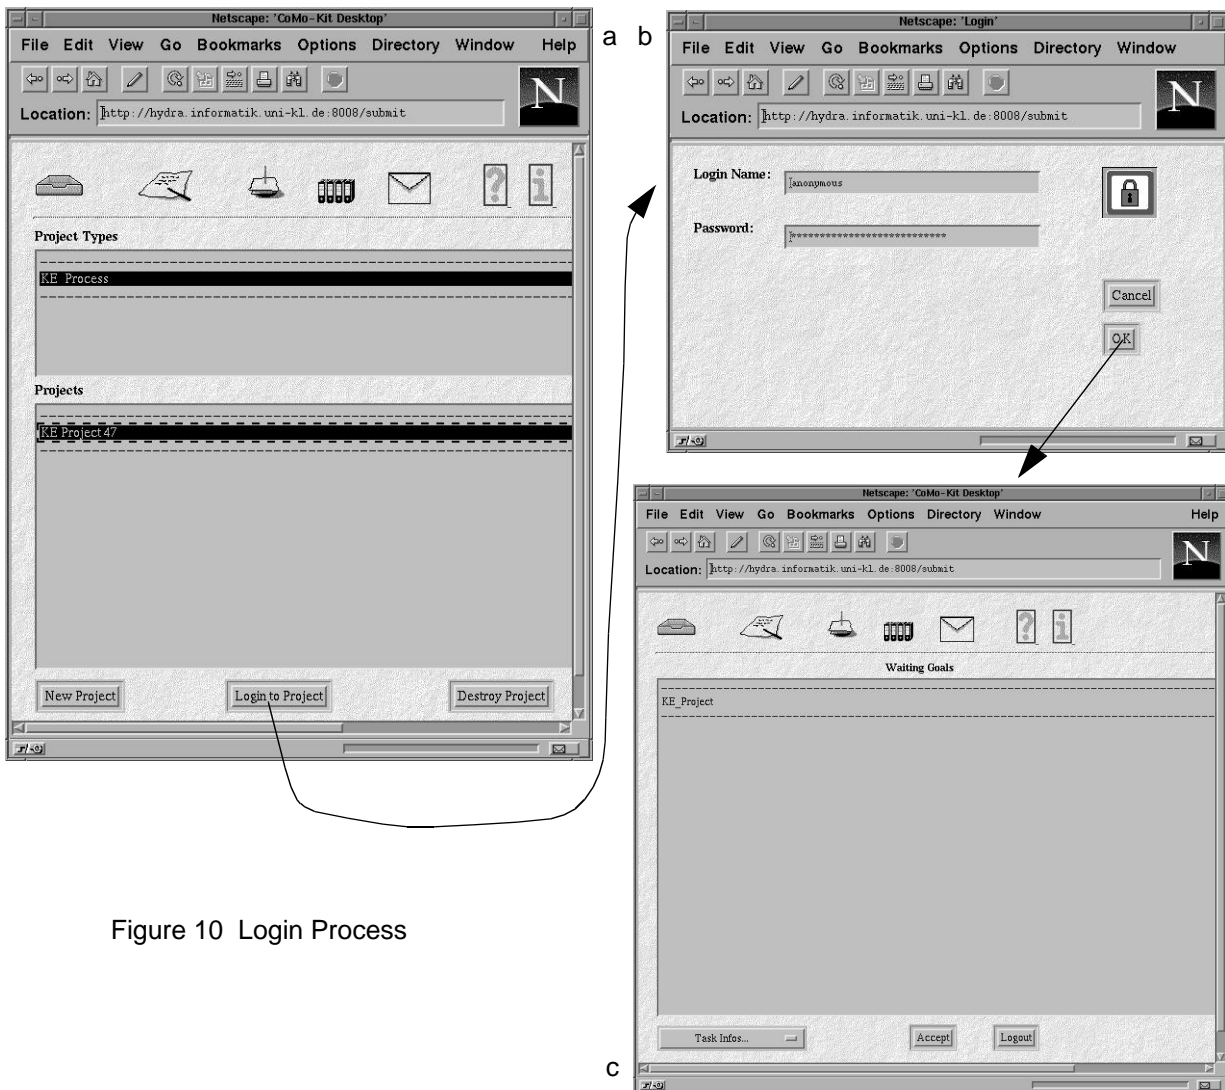 Netscape: 'CoMo-Kit Desktop'
File Edit View Go Bookmarks Options Directory Window Help
N
Location: http://hydra.informatik.uni-kl.de:8008/submit
? i
Project Types
KE Process
Projects
KE Project 47
New Project Login to Project Destroy Project
a b
Netscape: 'Login'
File Edit View Go Bookmarks Options Directory Window
N
Location: http://hydra.informatik.uni-kl.de:8008/submit
Login Name: anonymous
Password: ****************************
Cancel
OK
Netscape: 'CoMo-Kit Desktop'
File Edit View Go Bookmarks Options Directory Window Help
N
Location: http://hydra.informatik.uni-kl.de:8008/submit
? i
Waiting Goals
KE_Project
Task Infos... Accept Logout
c
Figure 10 Login Process